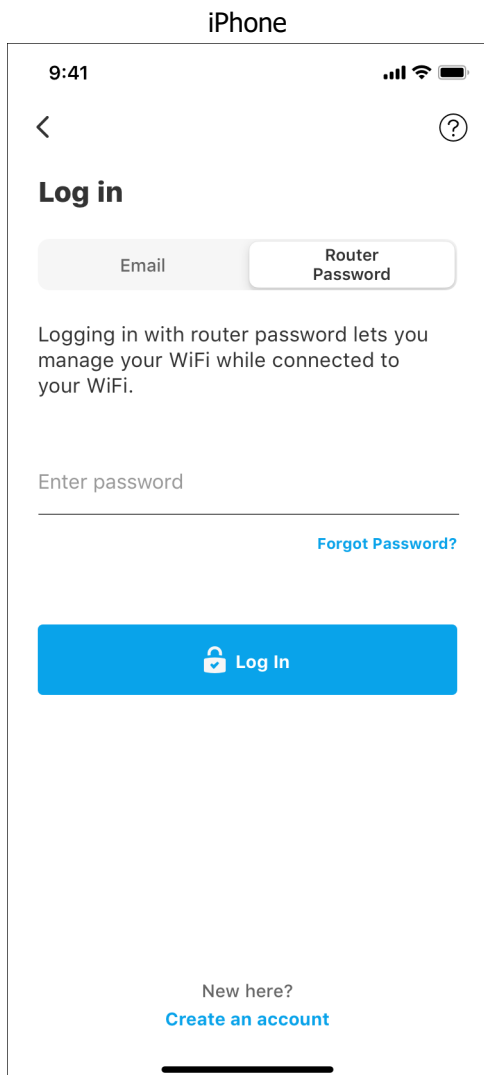 iPhone
9:41
Log in
Email
Router
Password
Logging in with router password lets you
manage your WiFi while connected to
your WiFi.
Enter password
Forgot Password?
Log In
New here?
Create an account